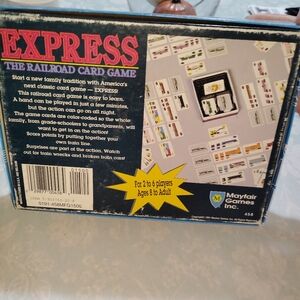 EXPRESS
THE RAILROAD CARD GAME
Start a new family tradition with America's
next classic card game — EXPRESS!
This railroad card game is easy to learn.
A hand can be played in just a few minutes,
but the action can go on all night.
The game cards are color-coded so the whole
family, from grade-schoolers to grandparents, will
want to get in on the action!
Score points by putting together your
own train line.
Surprises are part of the action. Watch
out for train wrecks and broken train cars!
For 2 to 6 players
Ages 8 to Adult
Mayfair
Games
Inc.
458